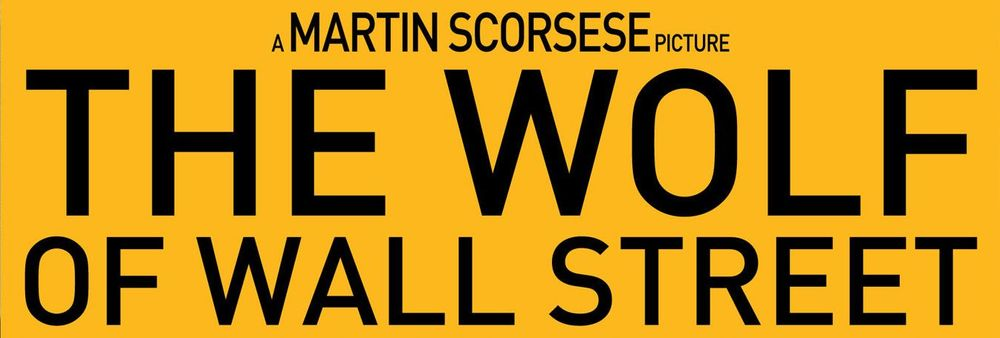 A MARTIN SCORSESE PICTURE
THE WOLF
OF WALL STREET